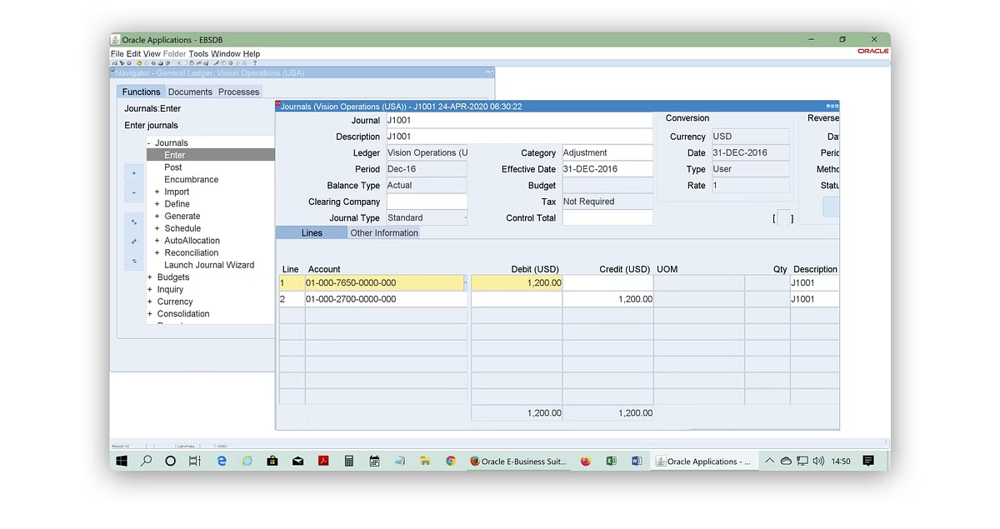 Oracle Applications - EBSDB
File Edit View Folder Tools Window Help
ORACLE
Navigator - General Ledger, Vision Operations (USA)
Functions Documents Processes
Journals:Enter
Enter journals
- Journals
Enter
Post
Encumbrance
+ Import
+ Define
+ Generate
+ Schedule
+ AutoAllocation
+ Reconciliation
Launch Journal Wizard
+ Budgets
+ Inquiry
+ Currency
+ Consolidation
Journals (Vision Operations (USA)) - J1001 24-APR-2020 06:30:22
Journal J1001 Conversion Reverse
Description J1001 Currency USD Da
Ledger Vision Operations (U Category Adjustment Date 31-DEC-2016 Peri
Period Dec-16 Effective Date 31-DEC-2016 Type User Metho
Balance Type Actual Budget Rate 1 Statu
Clearing Company Tax Not Required
Journal Type Standard Control Total [ ]
Lines Other Information
Line Account Debit (USD) Credit (USD) UOM Qty Description
1 01-000-7650-0000-000 1,200.00 J1001
2 01-000-2700-0000-000 1,200.00 J1001
1,200.00 1,200.00
Oracle E-Business Suit... Oracle Applications - ... 14:50